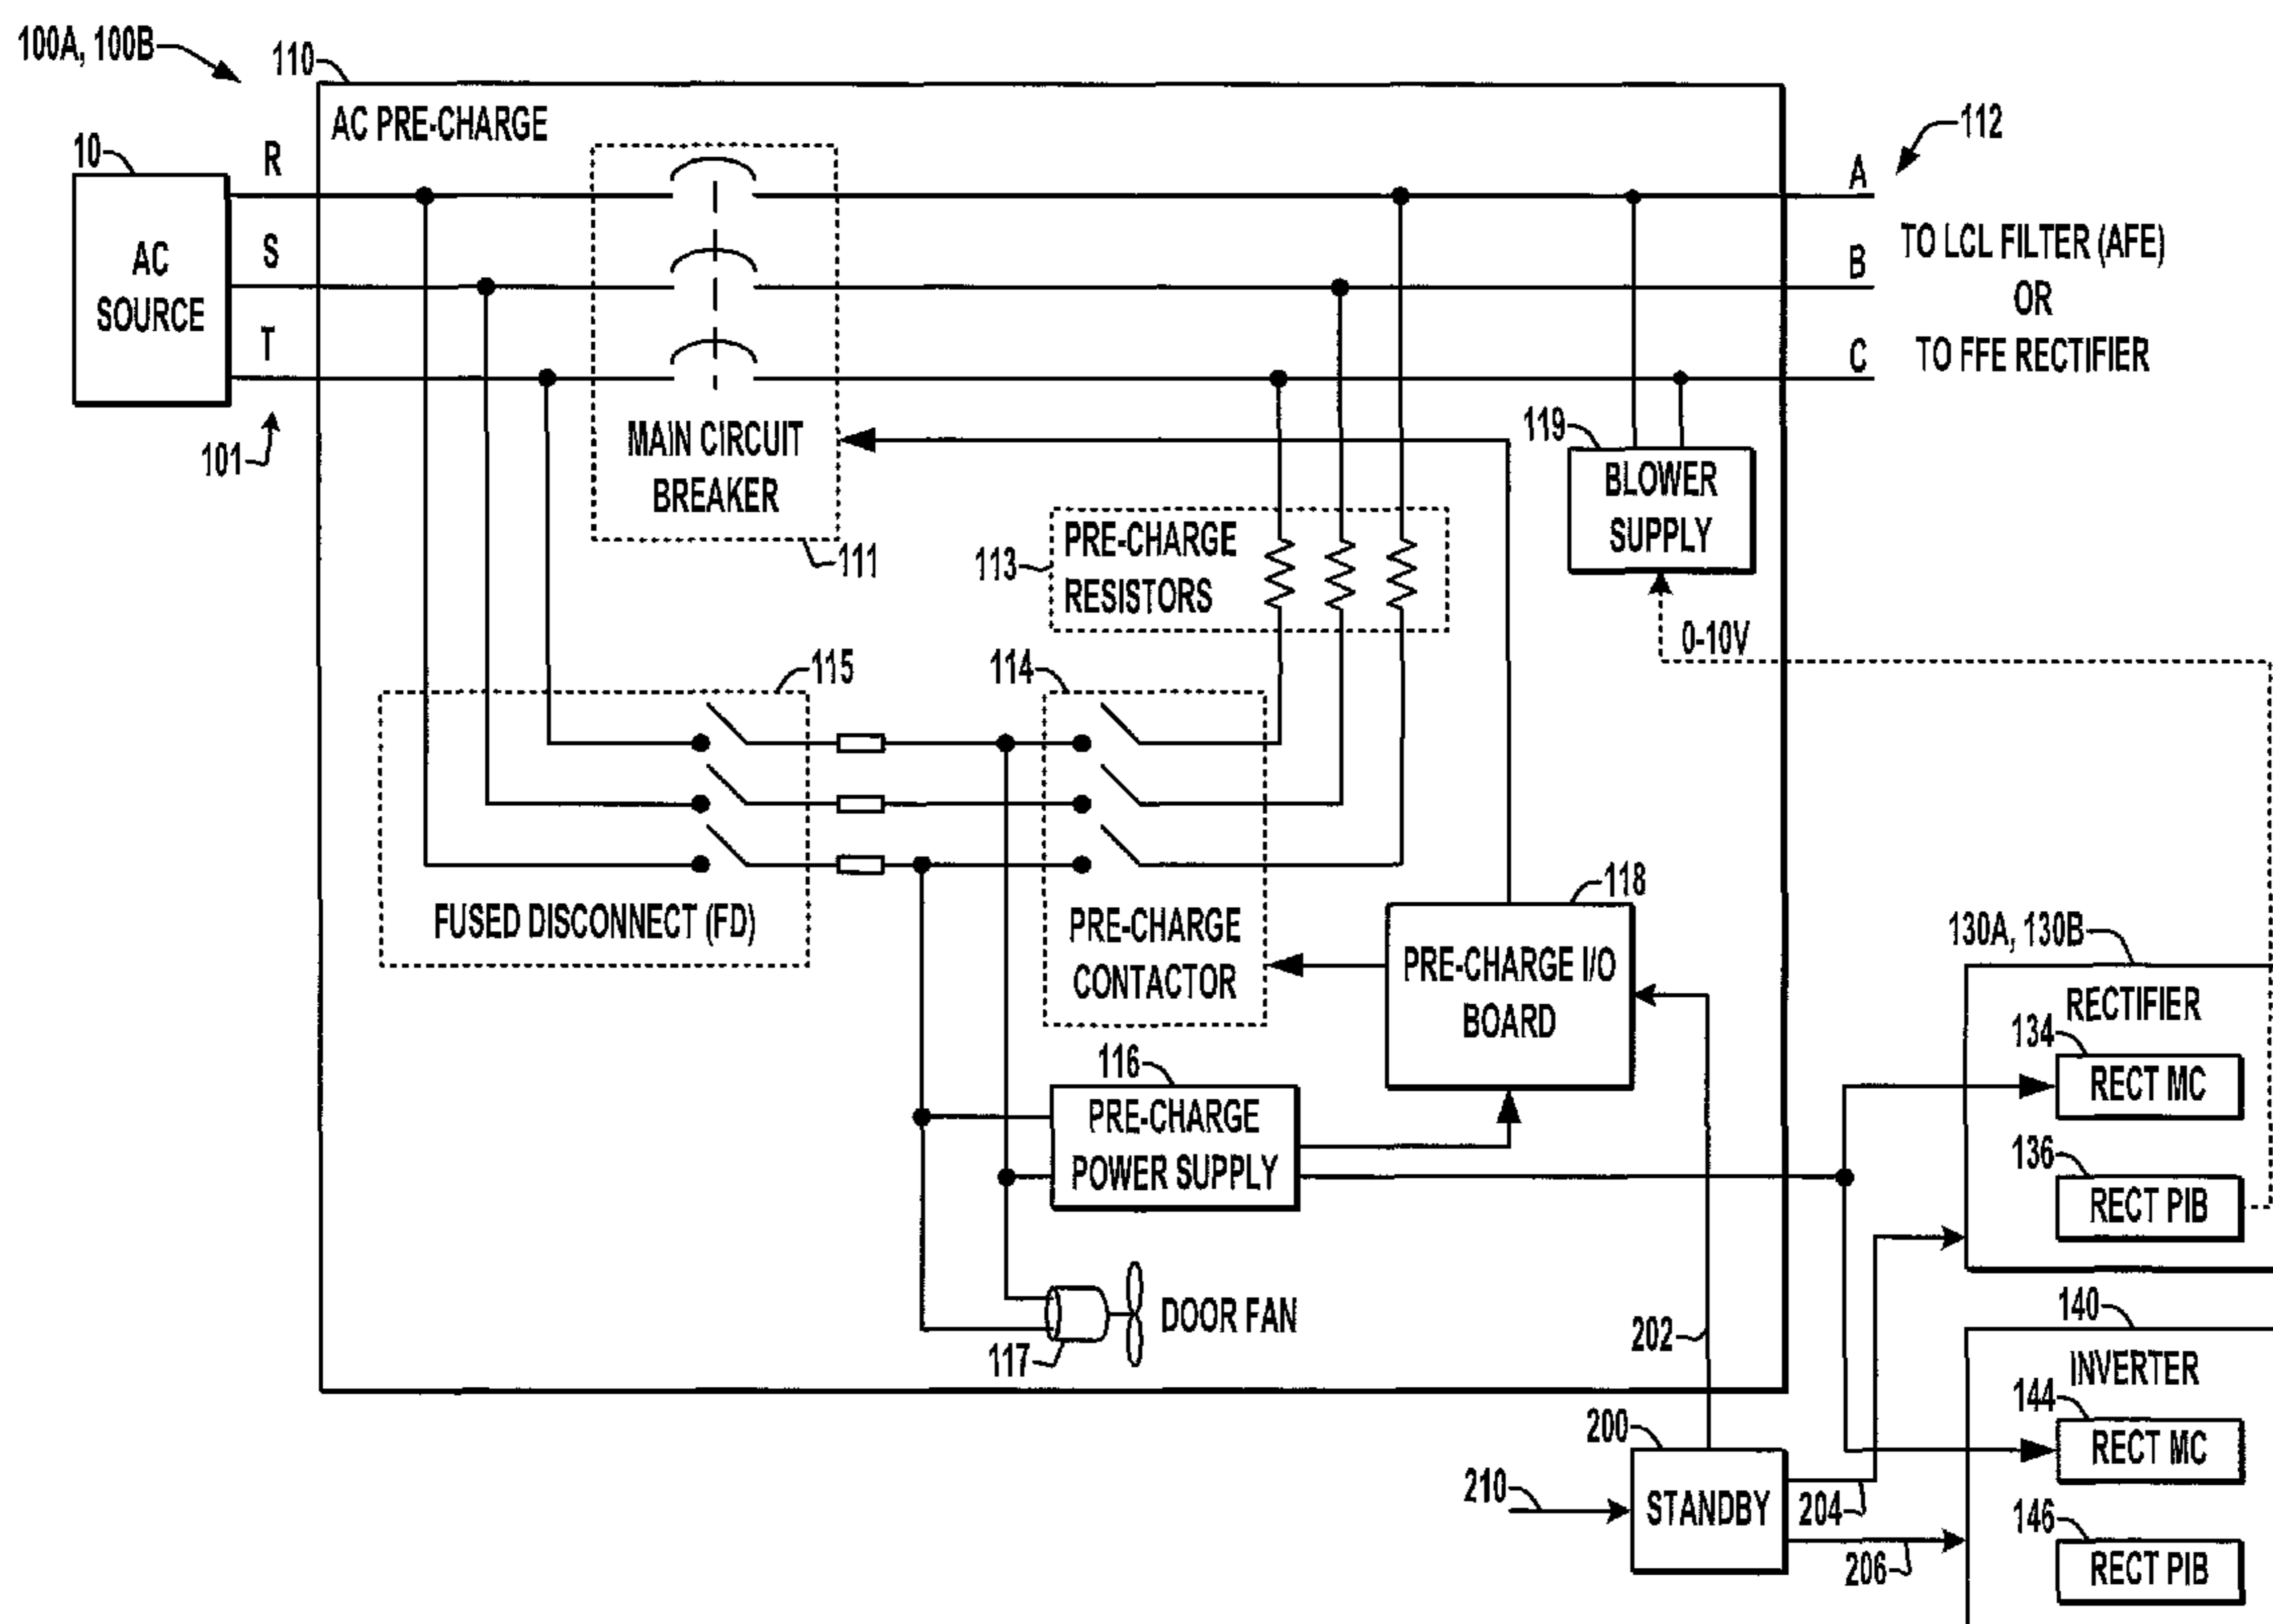 100A, 100B
110
AC PRE-CHARGE
112
10
R
A
AC
SOURCE
S
B
TO LCL FILTER (AFE)
OR
TO FFE RECTIFIER
T
C
101
MAIN CIRCUIT
BREAKER
111
119
BLOWER
SUPPLY
113
PRE-CHARGE
RESISTORS
0-10V
115
114
FUSED DISCONNECT (FD)
PRE-CHARGE
CONTACTOR
118
PRE-CHARGE I/O
BOARD
130A, 130B
RECTIFIER
134
RECT MC
136
RECT PIB
116
PRE-CHARGE
POWER SUPPLY
DOOR FAN
117
202
140
INVERTER
144
RECT MC
146
RECT PIB
200
STANDBY
210
204
206